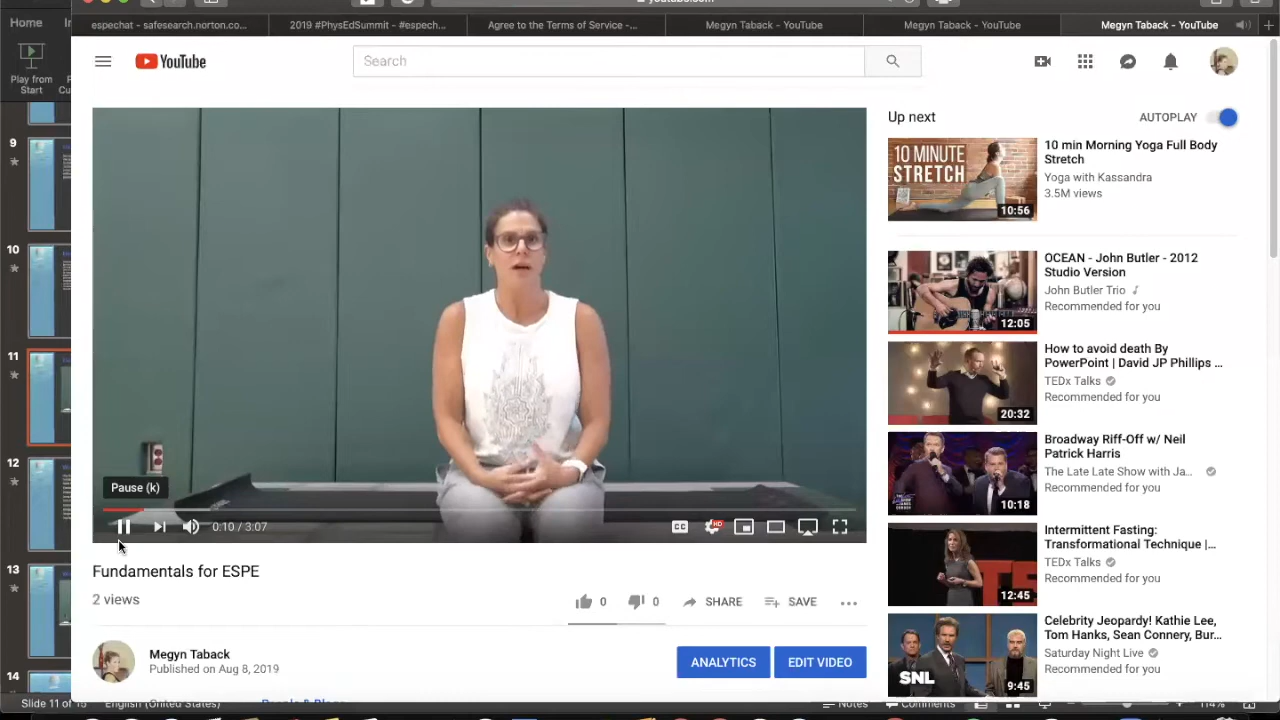 youtube.com
Home
espechat - safesearch.norton.co...
2019 #PhysEdSummit - #espech...
Agree to the Terms of Service -...
Megyn Taback - YouTube
Megyn Taback - YouTube
Megyn Taback - YouTube
Play from
Start
YouTube
Search
9
10
11
12
13
14
Pause (k)
0:10 / 3:07
CC
HD
Fundamentals for ESPE
2 views
0
0
SHARE
SAVE
Megyn Taback
Published on Aug 8, 2019
ANALYTICS
EDIT VIDEO
Up next
AUTOPLAY
10 MINUTE
STRETCH
10:56
10 min Morning Yoga Full Body
Stretch
Yoga with Kassandra
3.5M views
12:05
OCEAN - John Butler - 2012
Studio Version
John Butler Trio
Recommended for you
20:32
How to avoid death By
PowerPoint | David JP Phillips ...
TEDx Talks
Recommended for you
10:18
Broadway Riff-Off w/ Neil
Patrick Harris
The Late Late Show with Ja...
Recommended for you
12:45
Intermittent Fasting:
Transformational Technique |...
TEDx Talks
Recommended for you
SNL
9:45
Celebrity Jeopardy! Kathie Lee,
Tom Hanks, Sean Connery, Bur...
Saturday Night Live
Recommended for you
Slide 11 of 15
English (United States)
Notes
Comments
114%